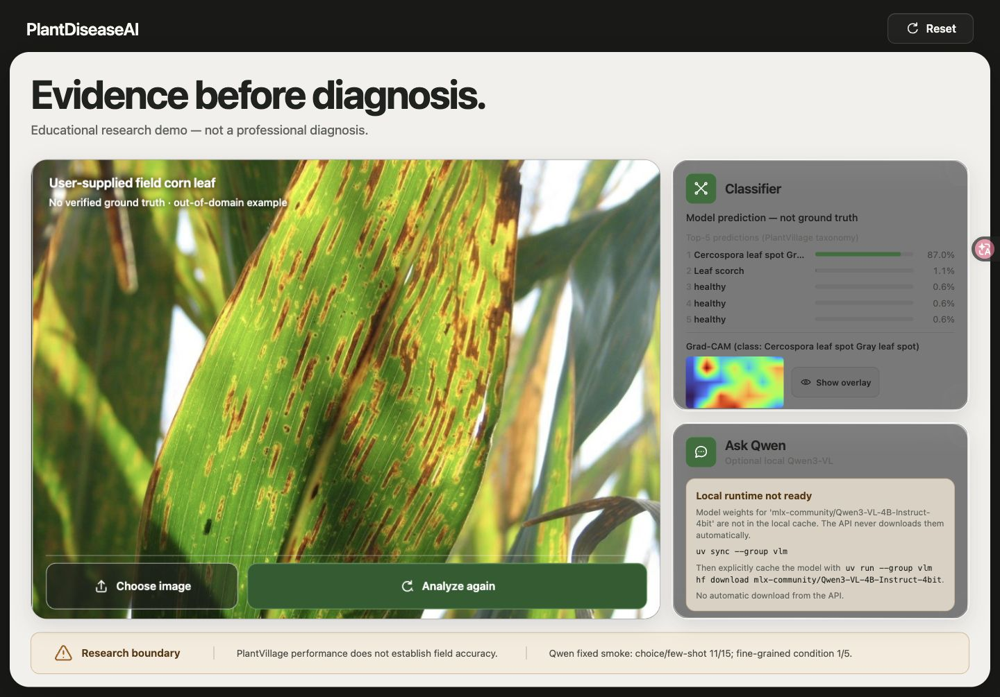 PlantDiseaseAI
Reset
Evidence before diagnosis.
Educational research demo — not a professional diagnosis.
User-supplied field corn leaf
No verified ground truth · out-of-domain example
Choose image
Analyze again
Classifier
Model prediction — not ground truth
Top-5 predictions (PlantVillage taxonomy)
1 Cercospora leaf spot Gr... 87.0%
2 Leaf scorch 1.1%
3 healthy 0.6%
4 healthy 0.6%
5 healthy 0.6%
Grad-CAM (class: Cercospora leaf spot Gray leaf spot)
Show overlay
Ask Qwen
Optional local Qwen3-VL
Local runtime not ready
Model weights for 'mlx-community/Qwen3-VL-4B-Instruct-
4bit' are not in the local cache. The API never downloads them
automatically.
uv sync --group vlm
Then explicitly cache the model with uv run --group vlm
hf download mlx-community/Qwen3-VL-4B-Instruct-4bit.
No automatic download from the API.
Research boundary
PlantVillage performance does not establish field accuracy.
Qwen fixed smoke: choice/few-shot 11/15; fine-grained condition 1/5.